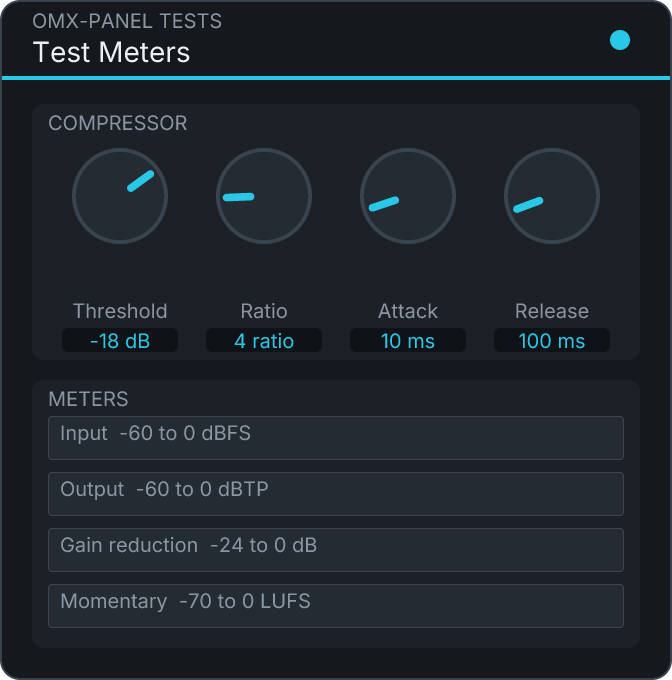 OMX-PANEL TESTS
Test Meters
COMPRESSOR
Threshold Ratio Attack Release
-18 dB 4 ratio 10 ms 100 ms
METERS
Input -60 to 0 dBFS
Output -60 to 0 dBTP
Gain reduction -24 to 0 dB
Momentary -70 to 0 LUFS